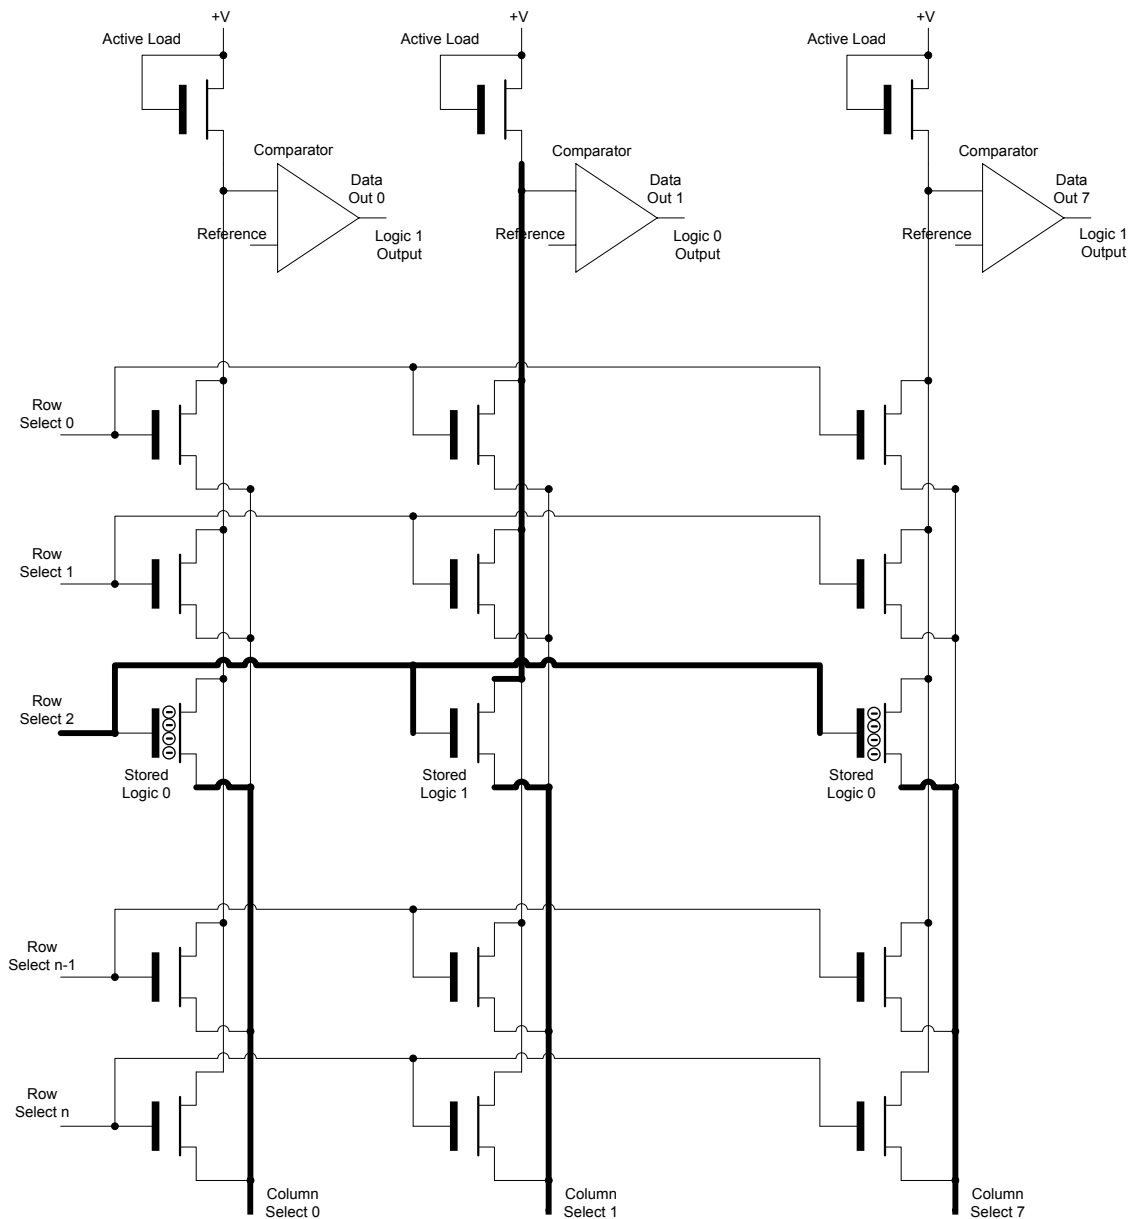 +V
+V
+V
Active Load
Active Load
Active Load
Comparator
Comparator
Comparator
Data
Out 0
Data
Out 1
Data
Out 7
Reference
Reference
Reference
Logic 1
Output
Logic 0
Output
Logic 1
Output
Row
Select 0
Row
Select 1
Row
Select 2
Stored
Logic 0
Stored
Logic 1
Stored
Logic 0
Row
Select n-1
Row
Select n
Column
Select 0
Column
Select 1
Column
Select 7